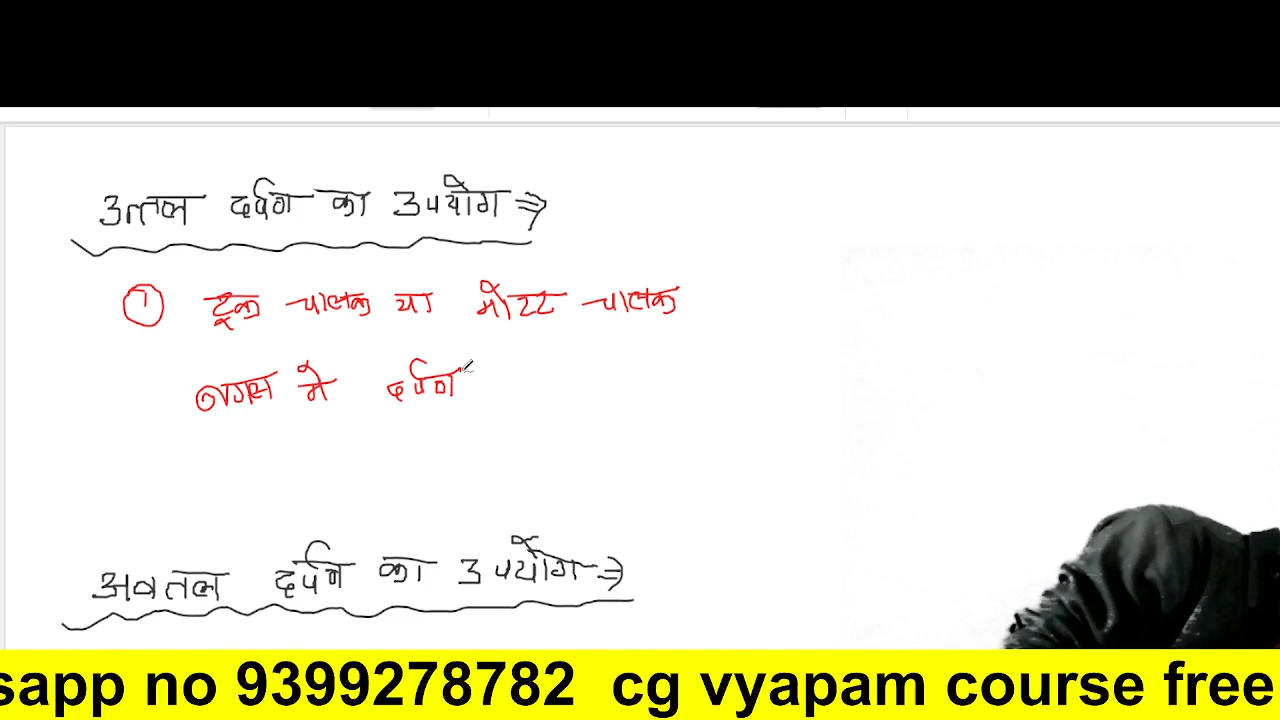 उत्तल दर्पण का उपयोग ⇒
① ट्रक चालक या मोटर चालक
बगल में दर्पण
अवतल दर्पण का उपयोग ⇒
sapp no 9399278782 cg vyapam course free